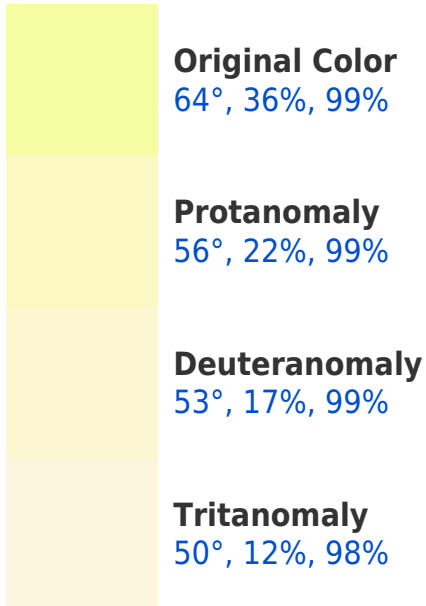 Original Color
64°, 36%, 99%
Protanomaly
56°, 22%, 99%
Deuteranomaly
53°, 17%, 99%
Tritanomaly
50°, 12%, 98%